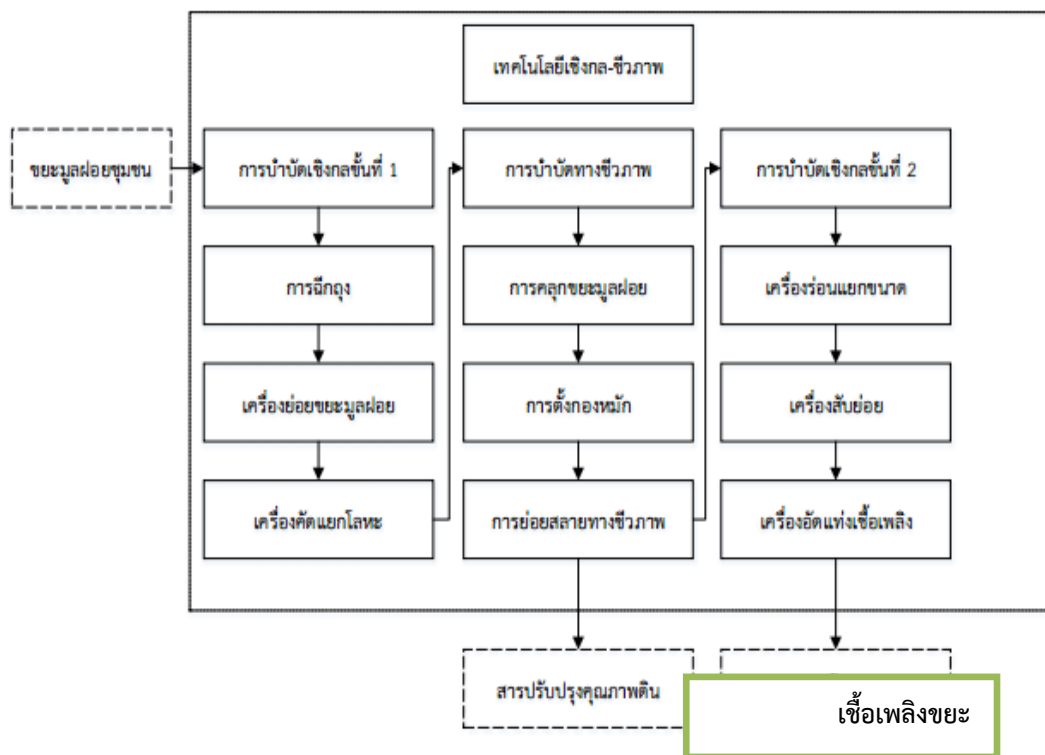 เทคโนโลยีเชิงกล-ชีวภาพ
ขยะมูลฝอยชุมชน
การบำบัดเชิงกลขั้นที่ 1
การฉีกถุง
เครื่องย่อยขยะมูลฝอย
เครื่องคัดแยกโลหะ
การบำบัดทางชีวภาพ
การคลุกขยะมูลฝอย
การตั้งกองหมัก
การย่อยสลายทางชีวภาพ
การบำบัดเชิงกลขั้นที่ 2
เครื่องร่อนแยกขนาด
เครื่องสับย่อย
เครื่องอัดแท่งเชื้อเพลิง
สารปรับปรุงคุณภาพดิน
เชื้อเพลิงขยะ